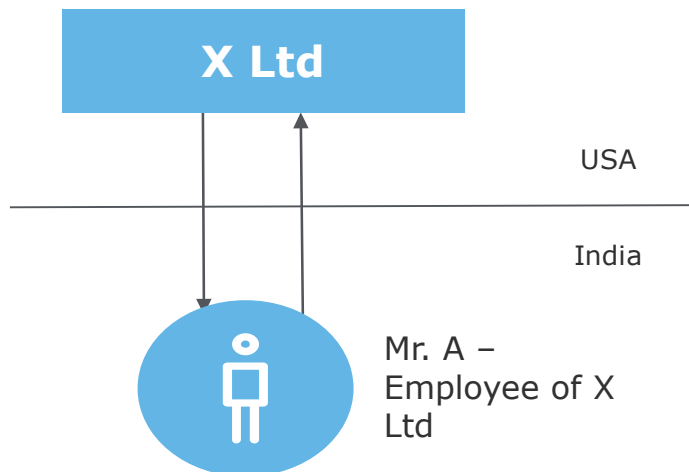 X Ltd
USA
India
Mr. A –
Employee of X
Ltd